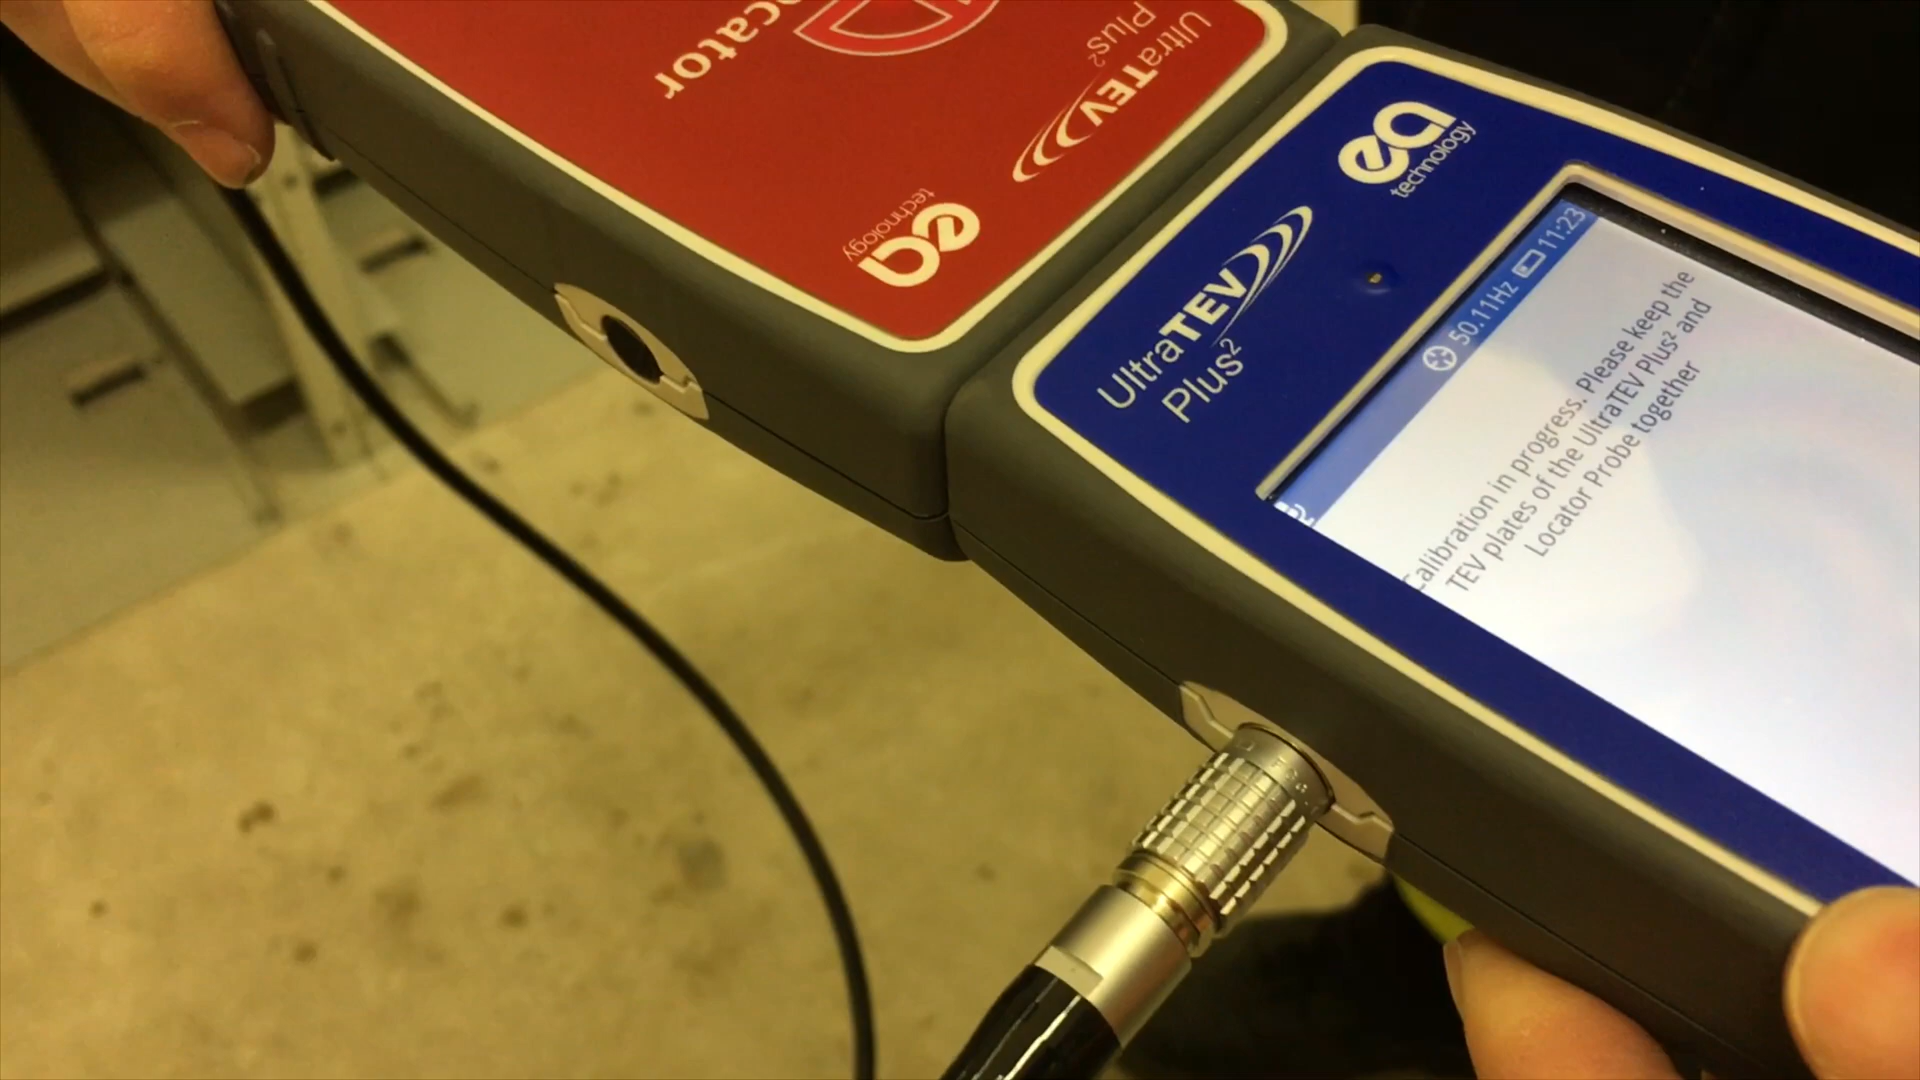 ocator
UltraTEV
Plus²
ea
technology
ea
technology
UltraTEV
Plus²
50.11Hz 11:23
Calibration in progress. Please keep the
TEV plates of the UltraTEV Plus² and
Locator Probe together